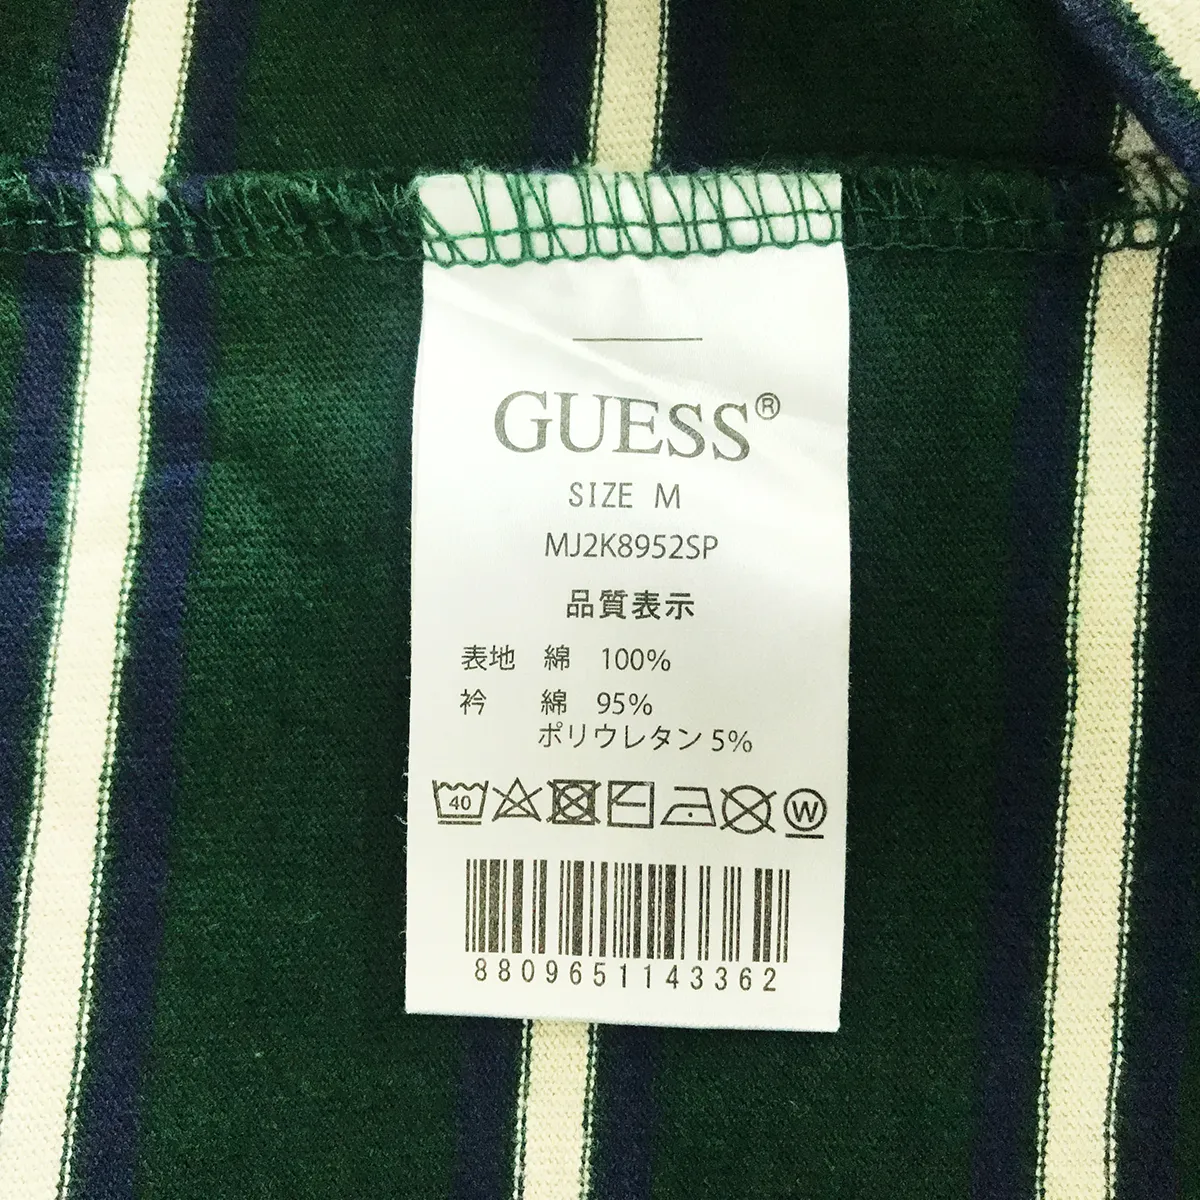 GUESS®
SIZE M
MJ2K8952SP
品質表示
表地 綿 100%
衿 綿 95%
ポリウレタン 5%
40
W
8809651143362